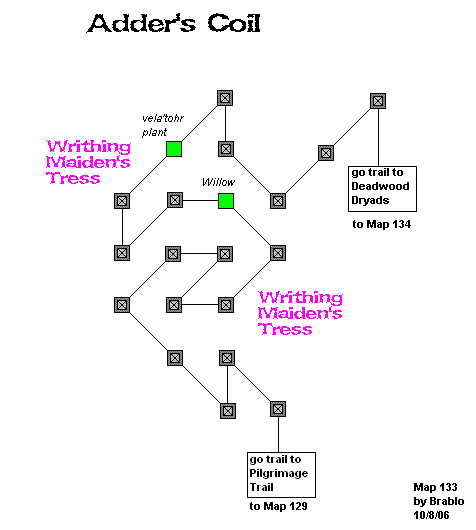 Adder's Coil
vela'tohr
plant
Writhing
Maiden's
Tress
Willow
go trail to
Deadwood
Dryads
to Map 134
Writhing
Maiden's
Tress
go trail to
Pilgrimage
Trail
to Map 129
Map 133
by Brablo
10/8/06